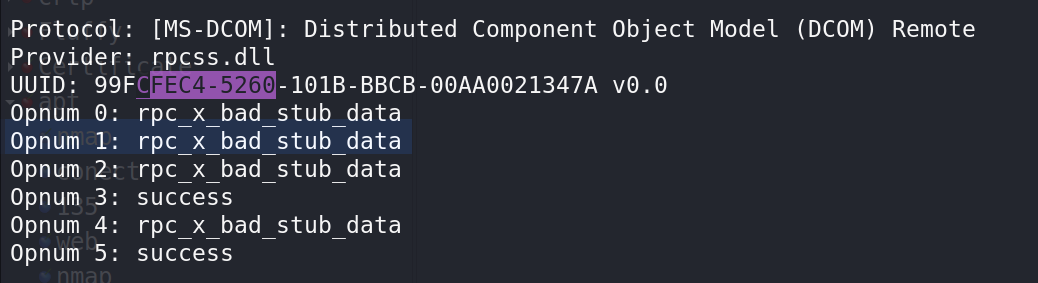 Protocol: [MS-DCOM]: Distributed Component Object Model (DCOM) Remote
Provider: rpcss.dll
UUID: 99FCFEC4-5260-101B-BBCB-00AA0021347A v0.0
Opnum 0: rpc_x_bad_stub_data
Opnum 1: rpc_x_bad_stub_data
Opnum 2: rpc_x_bad_stub_data
Opnum 3: success
Opnum 4: rpc_x_bad_stub_data
Opnum 5: success
web
nmap